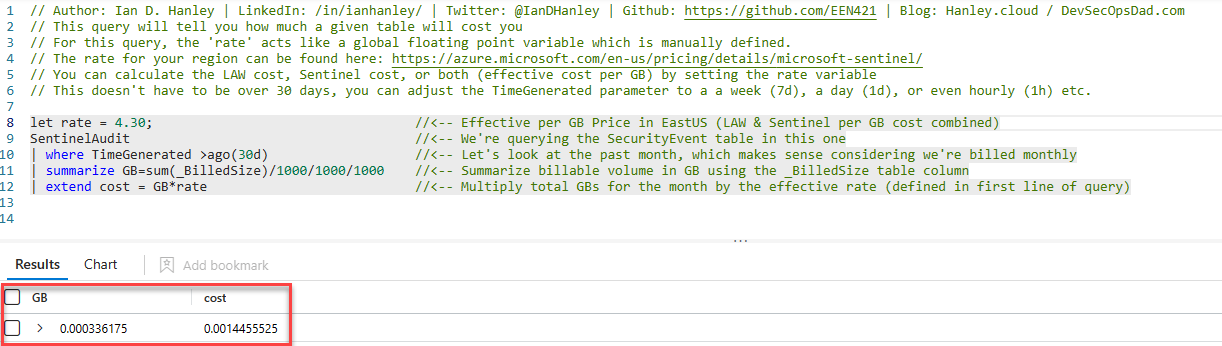 1 // Author: Ian D. Hanley | LinkedIn: /in/ianhanley/ | Twitter: @IanDHanley | Github: https://github.com/EEN421 | Blog: Hanley.cloud / DevSecOpsDad.com
2 // This query will tell you how much a given table will cost you
3 // For this query, the 'rate' acts like a global floating point variable which is manually defined.
4 // The rate for your region can be found here: https://azure.microsoft.com/en-us/pricing/details/microsoft-sentinel/
5 // You can calculate the LAW cost, Sentinel cost, or both (effective cost per GB) by setting the rate variable
6 // This doesn't have to be over 30 days, you can adjust the TimeGenerated parameter to a a week (7d), a day (1d), or even hourly (1h) etc.
7
8 let rate = 4.30; //<-- Effective per GB Price in EastUS (LAW & Sentinel per GB cost combined)
9 SentinelAudit //<-- We're querying the SecurityEvent table in this one
10 | where TimeGenerated >ago(30d) //<-- Let's look at the past month, which makes sense considering we're billed monthly
11 | summarize GB=sum(_BilledSize)/1000/1000/1000 //<-- Summarize billable volume in GB using the _BilledSize table column
12 | extend cost = GB*rate //<-- Multiply total GBs for the month by the effective rate (defined in first line of query)
13
14
...
Results Chart Add bookmark
GB cost
> 0.000336175 0.0014455525